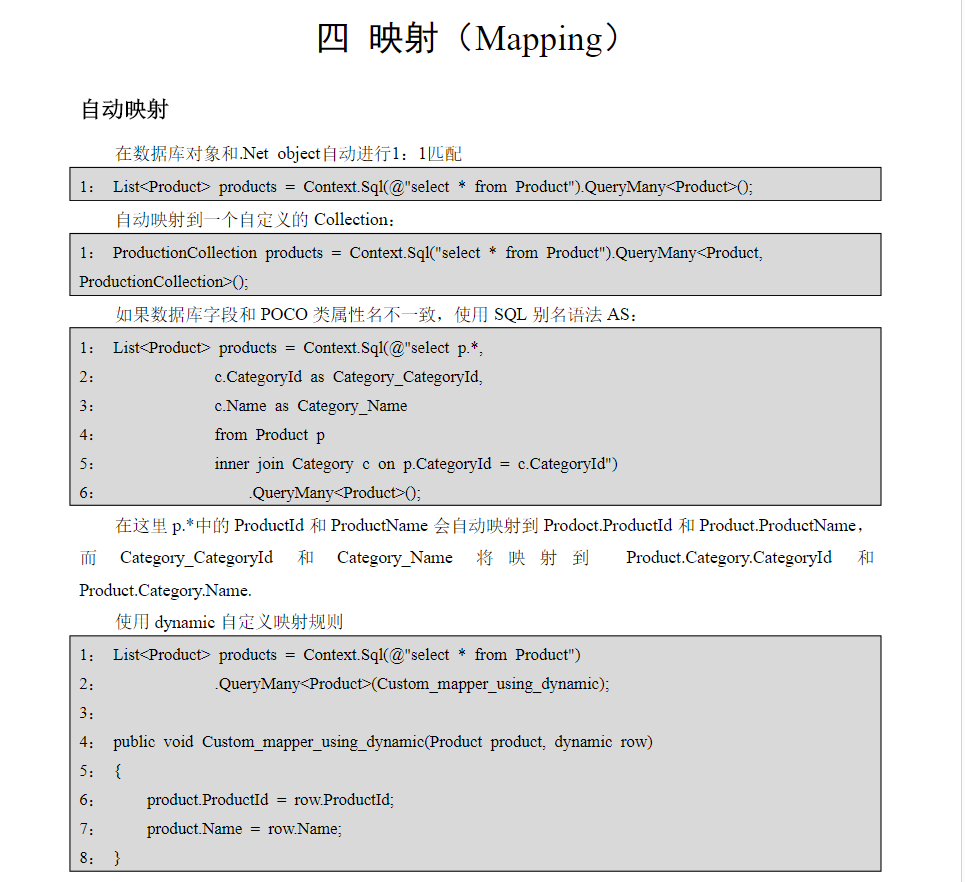 四 映射（Mapping）
自动映射
在数据库对象和.Net object自动进行1：1匹配
1： List<Product> products = Context.Sql(@"select * from Product").QueryMany<Product>();
自动映射到一个自定义的 Collection：
1： ProductionCollection products = Context.Sql("select * from Product").QueryMany<Product,
ProductionCollection>();
如果数据库字段和 POCO 类属性名不一致，使用 SQL 别名语法 AS：
1： List<Product> products = Context.Sql(@"select p.*,
2： c.CategoryId as Category_CategoryId,
3： c.Name as Category_Name
4： from Product p
5： inner join Category c on p.CategoryId = c.CategoryId")
6： .QueryMany<Product>();
在这里 p.*中的 ProductId 和 ProductName 会自动映射到 Prodoct.ProductId 和 Product.ProductName，
而 Category_CategoryId 和 Category_Name 将映射到 Product.Category.CategoryId 和
Product.Category.Name.
使用 dynamic 自定义映射规则
1： List<Product> products = Context.Sql(@"select * from Product")
2： .QueryMany<Product>(Custom_mapper_using_dynamic);
3：
4： public void Custom_mapper_using_dynamic(Product product, dynamic row)
5： {
6： product.ProductId = row.ProductId;
7： product.Name = row.Name;
8： }